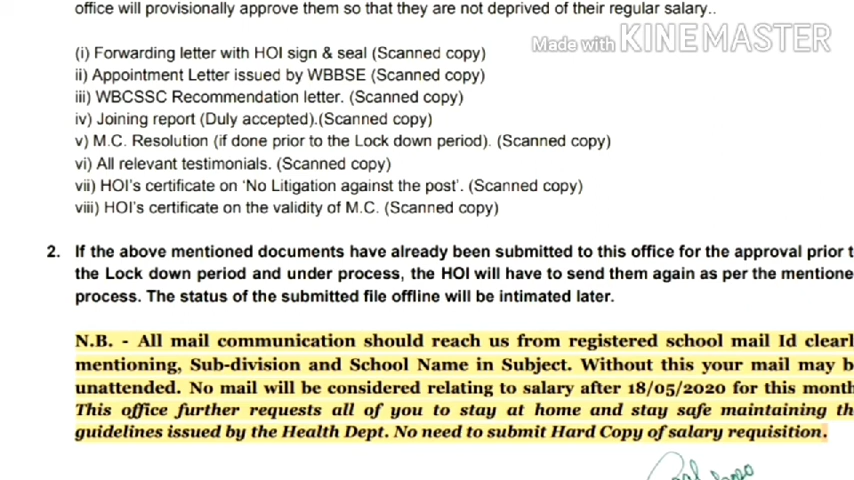 office will provisionally approve them so that they are not deprived of their regular salary..
Made with KINEMASTER
(i) Forwarding letter with HOI sign & seal (Scanned copy)
ii) Appointment Letter issued by WBBSE (Scanned copy)
iii) WBCSSC Recommendation letter. (Scanned copy)
iv) Joining report (Duly accepted).(Scanned copy)
v) M.C. Resolution (if done prior to the Lock down period). (Scanned copy)
vi) All relevant testimonials. (Scanned copy)
vii) HOI's certificate on 'No Litigation against the post'. (Scanned copy)
viii) HOI's certificate on the validity of M.C. (Scanned copy)
2. If the above mentioned documents have already been submitted to this office for the approval prior t
the Lock down period and under process, the HOI will have to send them again as per the mentione
process. The status of the submitted file offline will be intimated later.
N.B. - All mail communication should reach us from registered school mail Id clearl
mentioning, Sub-division and School Name in Subject. Without this your mail may b
unattended. No mail will be considered relating to salary after 18/05/2020 for this month
This office further requests all of you to stay at home and stay safe maintaining th
guidelines issued by the Health Dept. No need to submit Hard Copy of salary requisition.